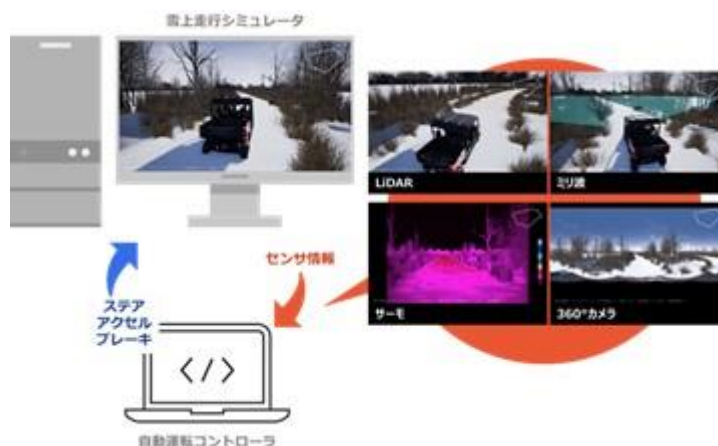 雪上走行シミュレータ
LiDAR
ミリ波
サーモ
360°カメラ
センサ情報
ステア
アクセル
ブレーキ
</>
自動運転コントローラ